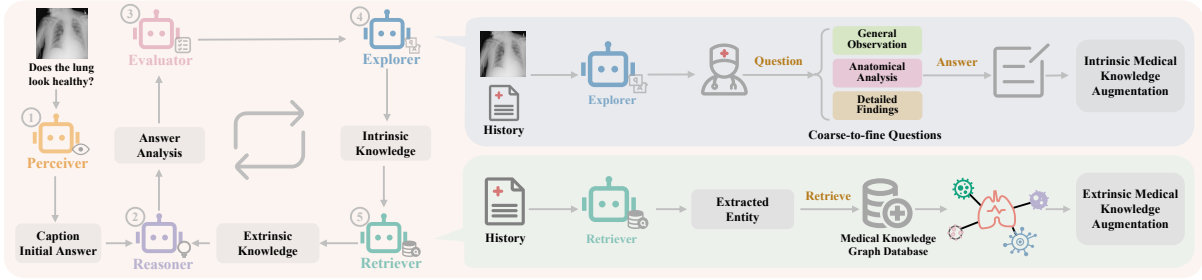 Does the lung
look healthy?
1
Perceiver
Caption
Initial Answer
2
Reasoner
Answer
Analysis
3
Evaluator
4
Explorer
Intrinsic
Knowledge
5
Retriever
Extrinsic
Knowledge
History
Explorer
Question
General
Observation
Anatomical
Analysis
Detailed
Findings
Coarse-to-fine Questions
Answer
Intrinsic Medical
Knowledge
Augmentation
History
Retriever
Extracted
Entity
Retrieve
Medical Knowledge
Graph Database
Extrinsic Medical
Knowledge
Augmentation